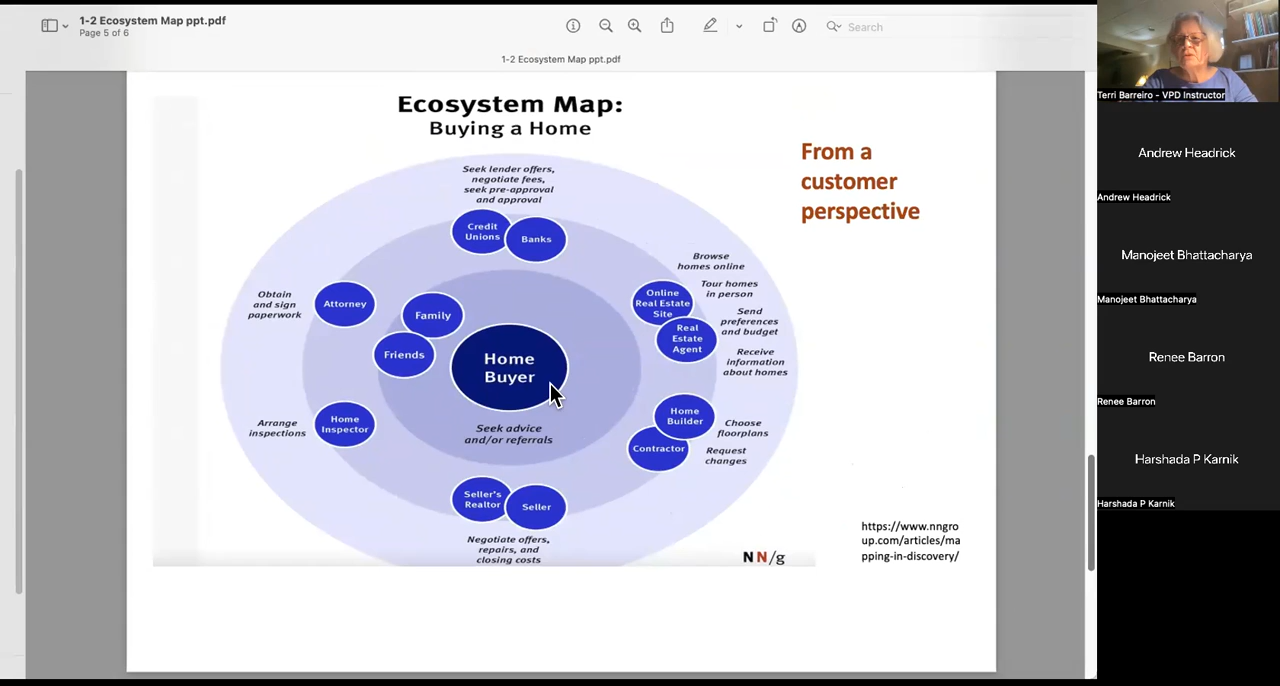 1-2 Ecosystem Map ppt.pdf
Page 5 of 6
Search
1-2 Ecosystem Map ppt.pdf
Ecosystem Map:
Buying a Home
From a
customer
perspective
Seek lender offers,
negotiate fees,
seek pre-approval
and approval
Credit
Unions
Banks
Browse
homes online
Tour homes
in person
Send
preferences
and budget
Receive
information
about homes
Online
Real Estate
Site
Real
Estate
Agent
Obtain
and sign
paperwork
Attorney
Family
Friends
Home
Buyer
Seek advice
and/or referrals
Arrange
inspections
Home
Inspector
Home
Builder
Contractor
Choose
floorplans
Request
changes
Seller's
Realtor
Seller
Negotiate offers,
repairs, and
closing costs
NN/g
https://www.nngro
up.com/articles/ma
pping-in-discovery/
Terri Barreiro - VPD Instructor
Andrew Headrick
Andrew Headrick
Manojeet Bhattacharya
Manojeet Bhattacharya
Renee Barron
Renee Barron
Harshada P Karnik
Harshada P Karnik